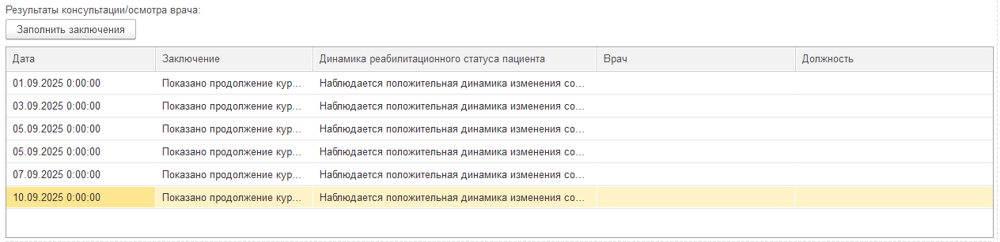 Результаты консультации/осмотра врача:
Заполнить заключения
Дата Заключение Динамика реабилитационного статуса пациента Врач Должность
01.09.2025 0:00:00 Показано продолжение кур... Наблюдается положительная динамика изменения со...
03.09.2025 0:00:00 Показано продолжение кур... Наблюдается положительная динамика изменения со...
05.09.2025 0:00:00 Показано продолжение кур... Наблюдается положительная динамика изменения со...
05.09.2025 0:00:00 Показано продолжение кур... Наблюдается положительная динамика изменения со...
07.09.2025 0:00:00 Показано продолжение кур... Наблюдается положительная динамика изменения со...
10.09.2025 0:00:00 Показано продолжение кур... Наблюдается положительная динамика изменения со...